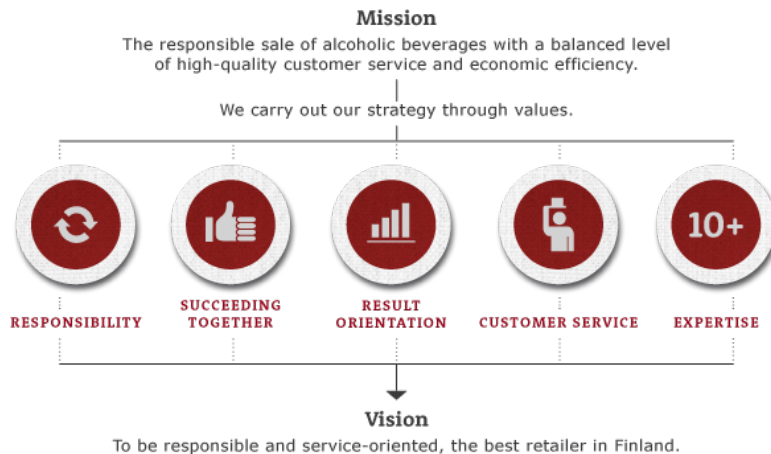 Mission
The responsible sale of alcoholic beverages with a balanced level
of high-quality customer service and economic efficiency.
We carry out our strategy through values.
10+
RESPONSIBILITY
SUCCEEDING
TOGETHER
RESULT
ORIENTATION
CUSTOMER SERVICE
EXPERTISE
Vision
To be responsible and service-oriented, the best retailer in Finland.